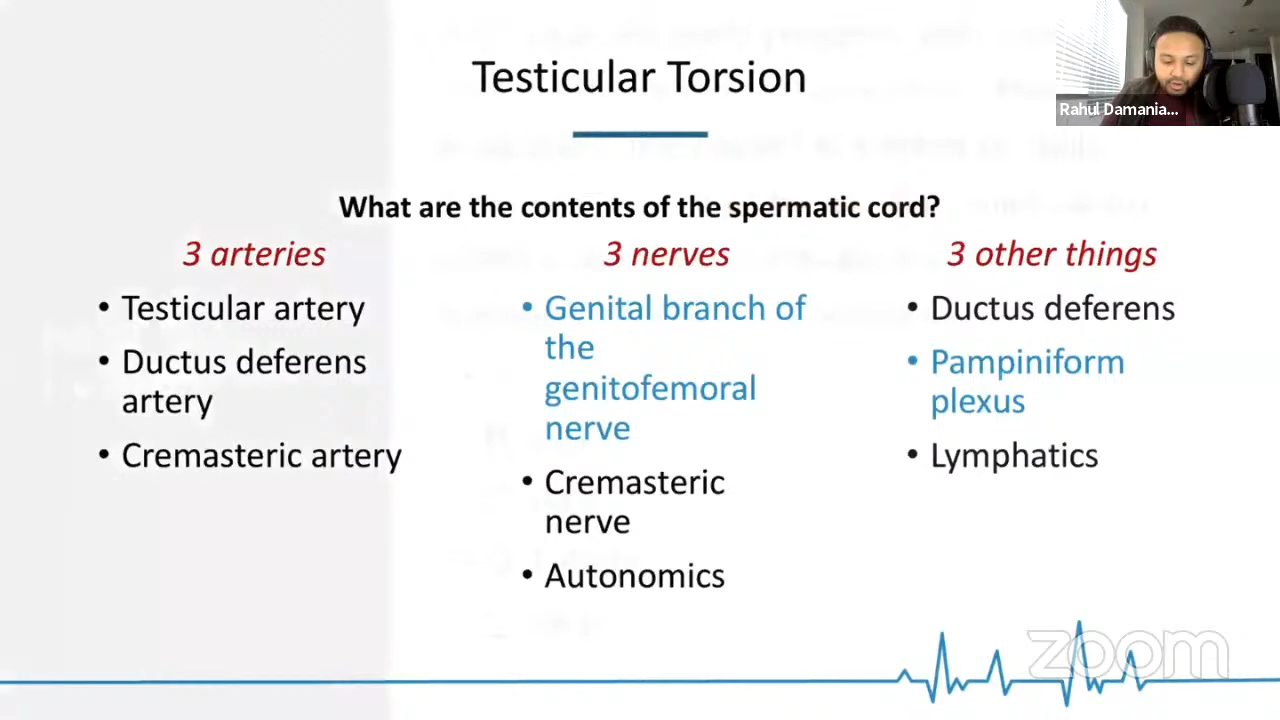 Testicular Torsion
Rahul Damania...
What are the contents of the spermatic cord?
3 arteries
• Testicular artery
• Ductus deferens
artery
• Cremasteric artery
3 nerves
• Genital branch of
the
genitofemoral
nerve
• Cremasteric
nerve
• Autonomics
3 other things
• Ductus deferens
• Pampiniform
plexus
• Lymphatics
zoom